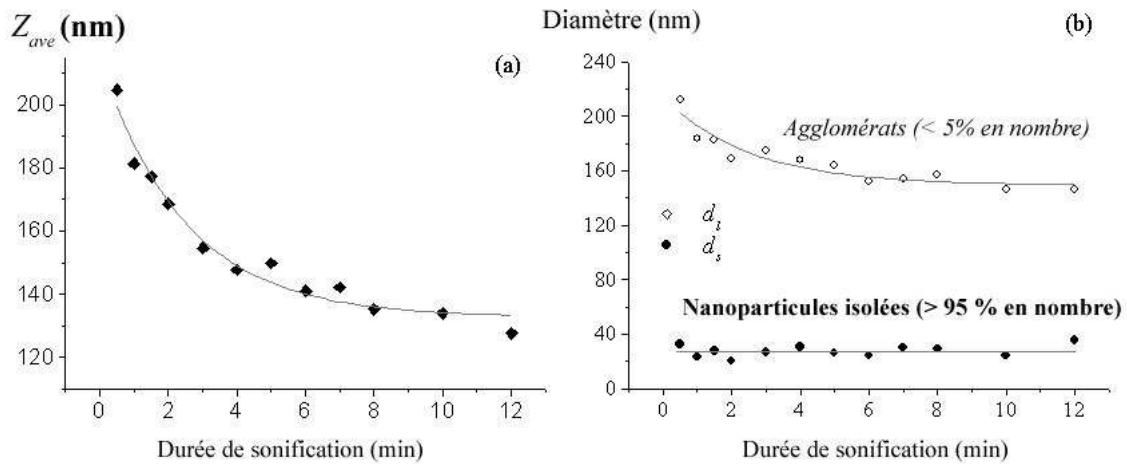 Z_ave (nm)
(a)
200
180
160
140
120
0 2 4 6 8 10 12
Durée de sonification (min)
Diamètre (nm)
(b)
240
200
160
120
80
40
0
Agglomérats (< 5% en nombre)
d_l
d_s
Nanoparticules isolées (> 95 % en nombre)
0 2 4 6 8 10 12
Durée de sonification (min)